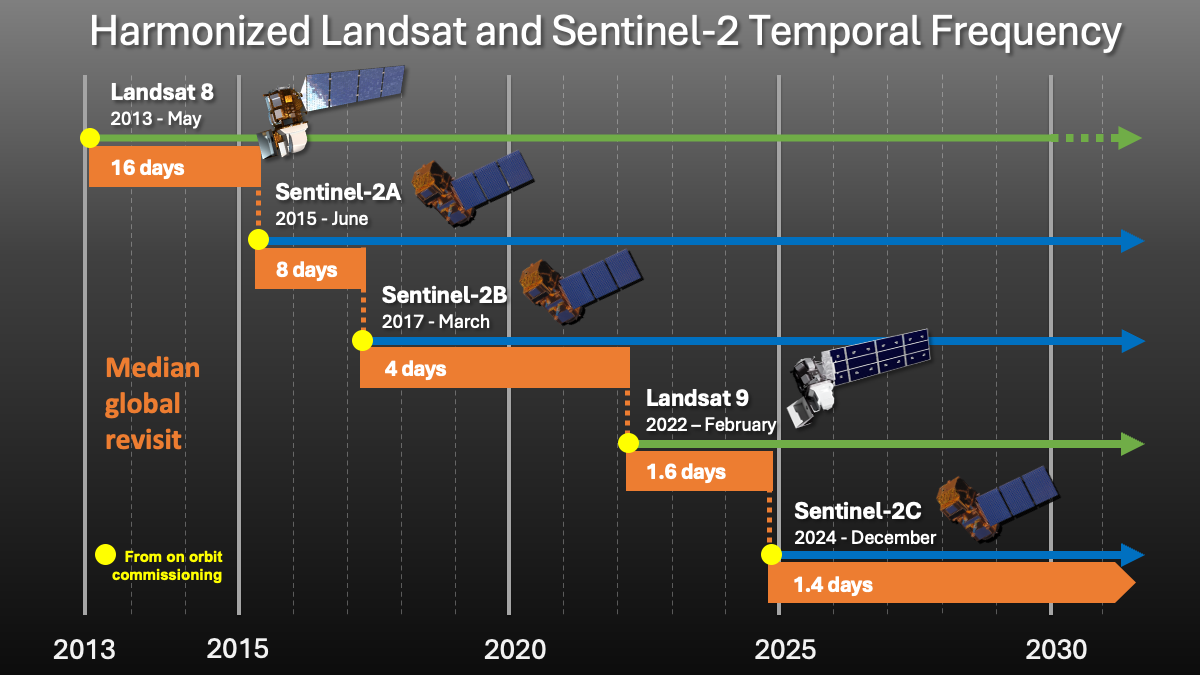 Harmonized Landsat and Sentinel-2 Temporal Frequency
Landsat 8
2013 - May
16 days
Sentinel-2A
2015 - June
8 days
Sentinel-2B
2017 - March
4 days
Median
global
revisit
Landsat 9
2022 – February
1.6 days
Sentinel-2C
2024 - December
From on orbit
commissioning
1.4 days
2013 2015 2020 2025 2030